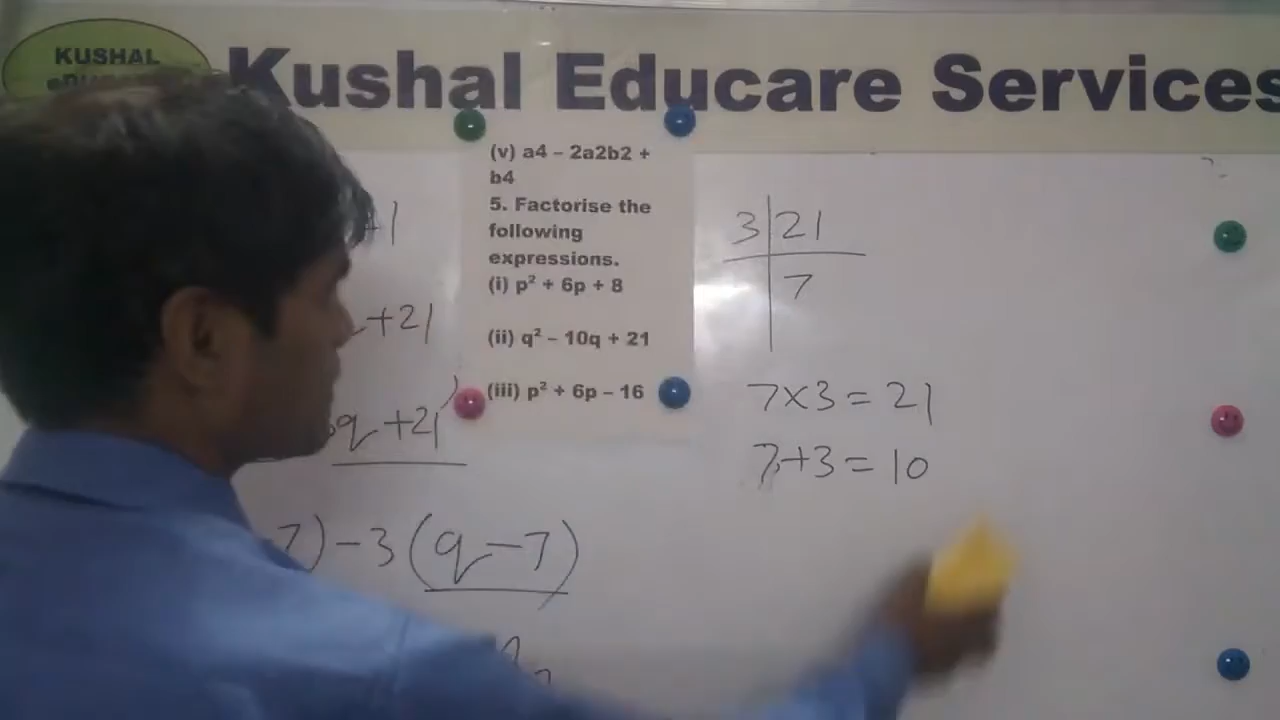 KUSHAL
Kushal Educare Services
(v) a4 – 2a2b2 +
b4
5. Factorise the
following
expressions.
(i) p² + 6p + 8
(ii) q² – 10q + 21
(iii) p² + 6p – 16
+21
q +21
7) – 3 (q – 7)
3 | 21
7
7 × 3 = 21
7 + 3 = 10